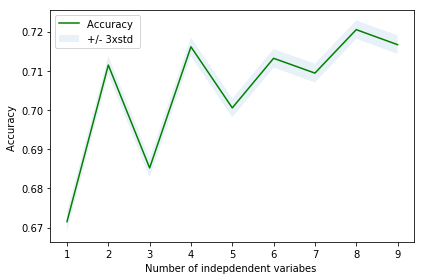 Accuracy
+/- 3xstd
0.72
0.71
0.70
0.69
0.68
0.67
Accuracy
1 2 3 4 5 6 7 8 9
Number of indepdendent variabes